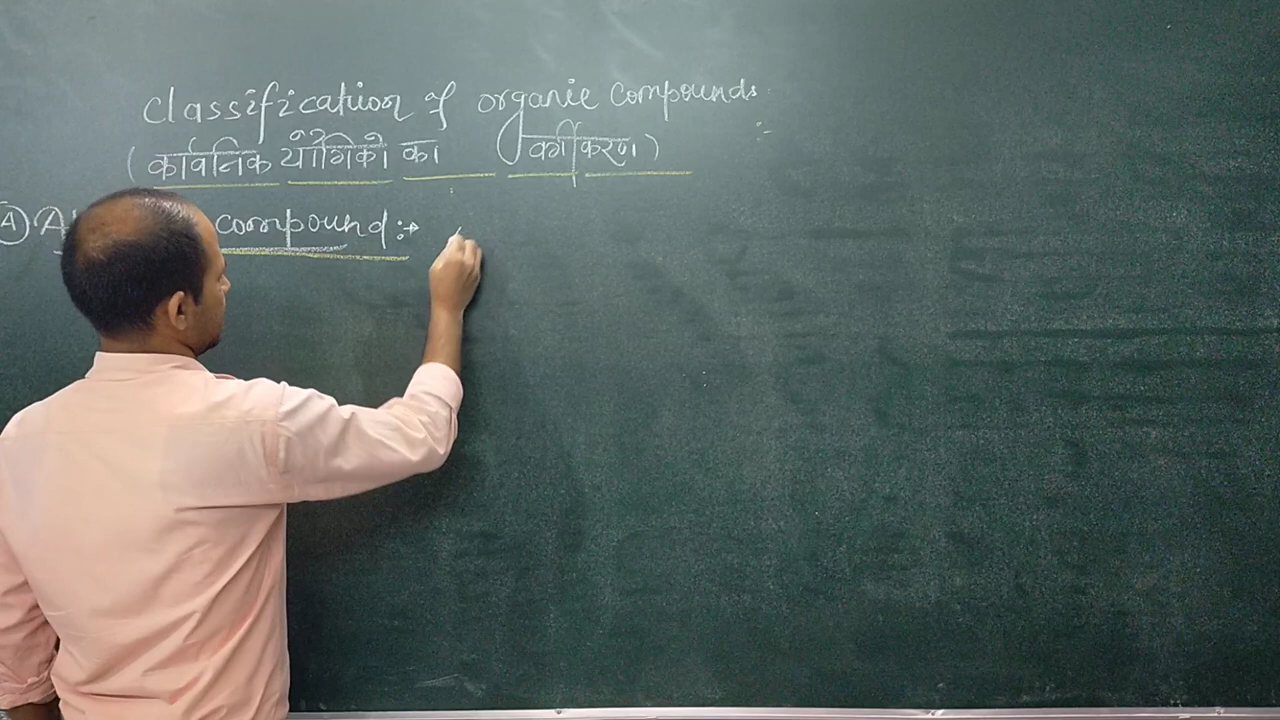 Classification of organic compounds
(कार्बनिक यौगिकों का वर्गीकरण)
(A) compound :→